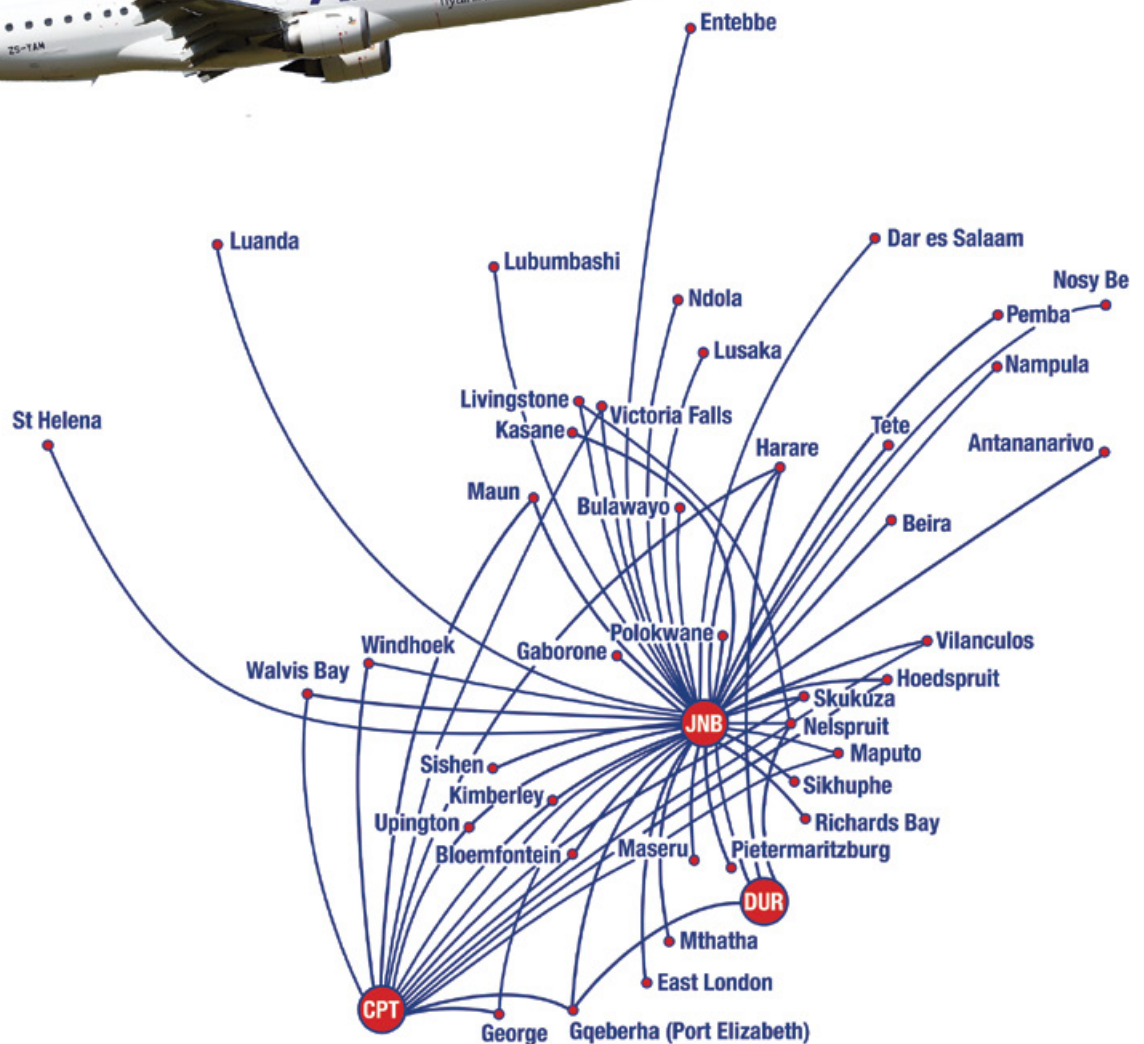 ZS-YAM
Entebbe
Luanda
Dar es Salaam
Lubumbashi
Nosy Be
Ndola
Pemba
Lusaka
Nampula
Livingstone
Victoria Falls
St Helena
Kasane
Tete
Harare
Antananarivo
Maun
Bulawayo
Beira
Polokwane
Windhoek
Gaborone
Vilanculos
Walvis Bay
Hoedspruit
Skukuza
JNB
Nelspruit
Maputo
Sishen
Sikhuphe
Kimberley
Upington
Richards Bay
Bloemfontein
Maseru
Pietermaritzburg
DUR
Mthatha
East London
CPT
George
Gqeberha (Port Elizabeth)